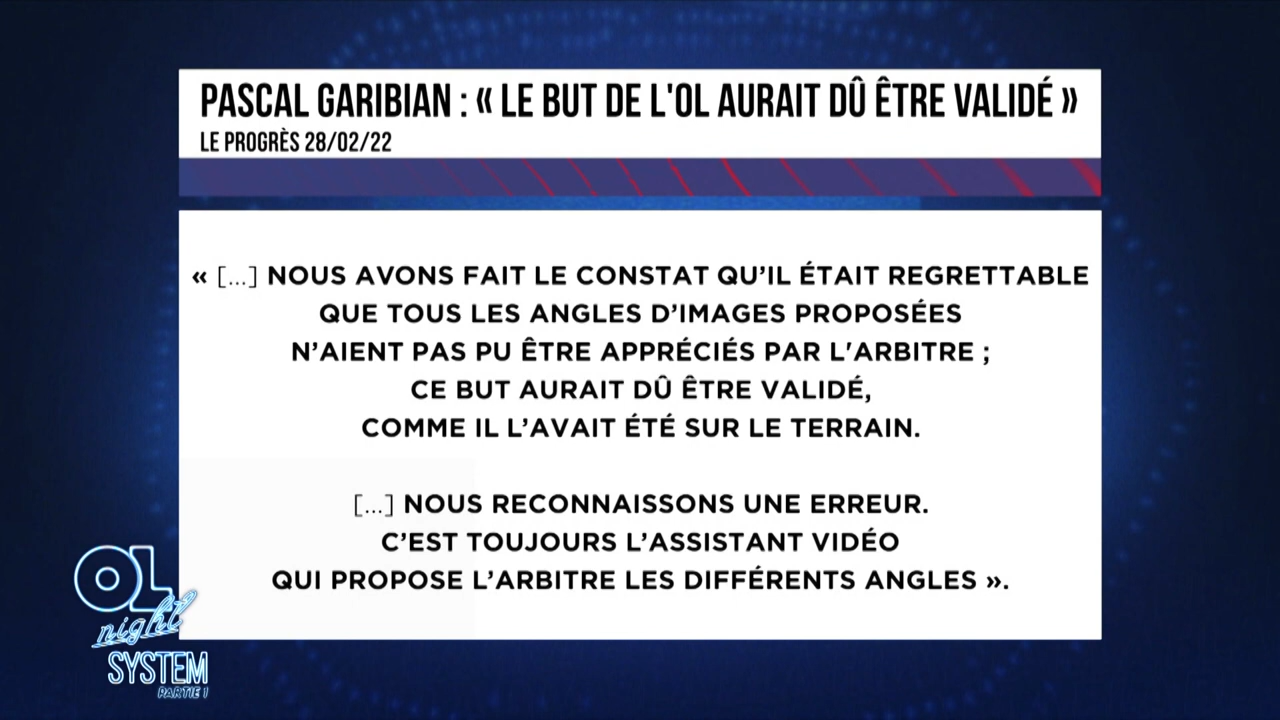 PASCAL GARIBIAN : « LE BUT DE L'OL AURAIT DÛ ÊTRE VALIDÉ »
LE PROGRÈS 28/02/22
« [...] NOUS AVONS FAIT LE CONSTAT QU'IL ÉTAIT REGRETTABLE
QUE TOUS LES ANGLES D'IMAGES PROPOSÉES
N'AIENT PAS PU ÊTRE APPRÉCIÉS PAR L'ARBITRE ;
CE BUT AURAIT DÛ ÊTRE VALIDÉ,
COMME IL L'AVAIT ÉTÉ SUR LE TERRAIN.
[...] NOUS RECONNAISSONS UNE ERREUR.
C'EST TOUJOURS L'ASSISTANT VIDÉO
QUI PROPOSE L'ARBITRE LES DIFFÉRENTS ANGLES ».
OL
night
SYSTEM
PARTIE 1